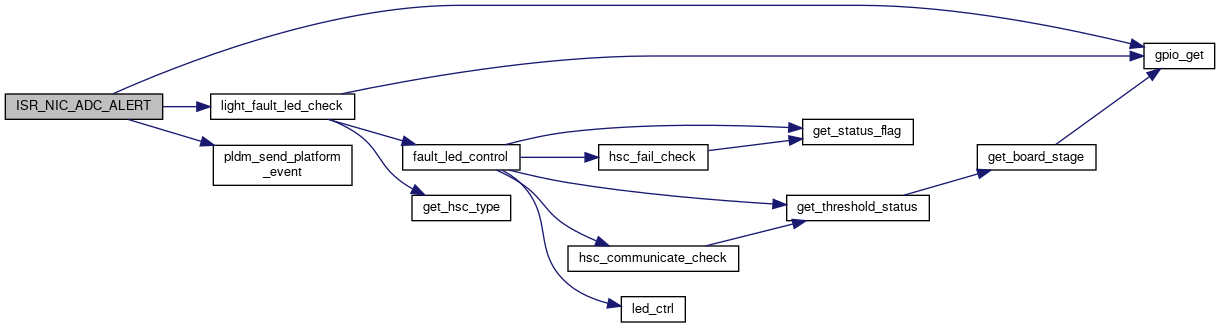 ISR_NIC_ADC_ALERT
light_fault_led_check
pldm_send_platform
_event
fault_led_control
get_hsc_type
hsc_fail_check
hsc_communicate_check
led_ctrl
get_status_flag
get_threshold_status
get_board_stage
gpio_get